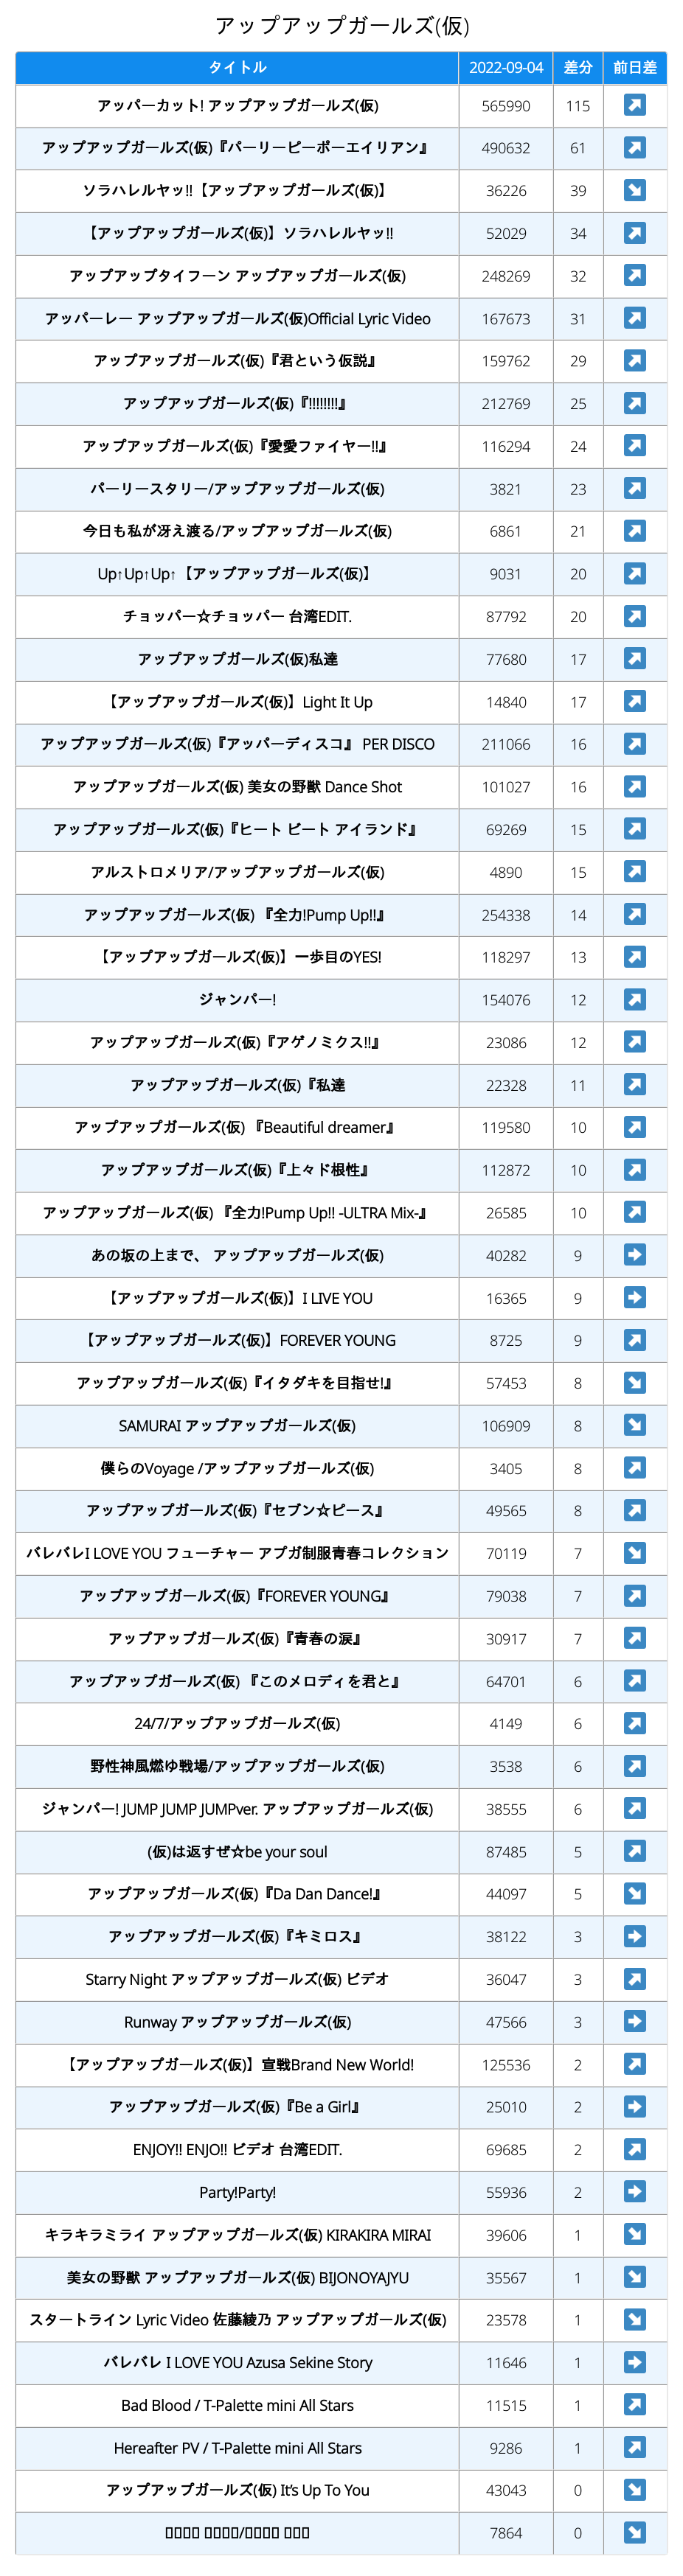 アップアップガールズ(仮)
タイトル 2022-09-04 差分 前日差
アッパーカット! アップアップガールズ(仮) 565990 115
アップアップガールズ(仮)『パーリーピーポーエイリアン』 490632 61
ソラハレルヤッ!!【アップアップガールズ(仮)】 36226 39
【アップアップガールズ(仮)】ソラハレルヤッ!! 52029 34
アップアップタイフーン アップアップガールズ(仮) 248269 32
アッパーレー アップアップガールズ(仮)Official Lyric Video 167673 31
アップアップガールズ(仮)『君という仮説』 159762 29
アップアップガールズ(仮)『!!!!!!!!』 212769 25
アップアップガールズ(仮)『愛愛ファイヤー!!』 116294 24
パーリースタリー/アップアップガールズ(仮) 3821 23
今日も私が冴え渡る/アップアップガールズ(仮) 6861 21
Up↑Up↑Up↑【アップアップガールズ(仮)】 9031 20
チョッパー☆チョッパー 台湾EDIT. 87792 20
アップアップガールズ(仮)私達 77680 17
【アップアップガールズ(仮)】Light It Up 14840 17
アップアップガールズ(仮)『アッパーディスコ』 PER DISCO 211066 16
アップアップガールズ(仮) 美女の野獣 Dance Shot 101027 16
アップアップガールズ(仮)『ヒート ビート アイランド』 69269 15
アルストロメリア/アップアップガールズ(仮) 4890 15
アップアップガールズ(仮) 『全力!Pump Up!!』 254338 14
【アップアップガールズ(仮)】一歩目のYES! 118297 13
ジャンパー! 154076 12
アップアップガールズ(仮)『アゲノミクス!!』 23086 12
アップアップガールズ(仮)『私達 22328 11
アップアップガールズ(仮) 『Beautiful dreamer』 119580 10
アップアップガールズ(仮)『上々ド根性』 112872 10
アップアップガールズ(仮) 『全力!Pump Up!! -ULTRA Mix-』 26585 10
あの坂の上まで、 アップアップガールズ(仮) 40282 9
【アップアップガールズ(仮)】I LIVE YOU 16365 9
【アップアップガールズ(仮)】FOREVER YOUNG 8725 9
アップアップガールズ(仮)『イタダキを目指せ!』 57453 8
SAMURAI アップアップガールズ(仮) 106909 8
僕らのVoyage /アップアップガールズ(仮) 3405 8
アップアップガールズ(仮)『セブン☆ピース』 49565 8
バレバレI LOVE YOU フューチャー アプガ制服青春コレクション 70119 7
アップアップガールズ(仮)『FOREVER YOUNG』 79038 7
アップアップガールズ(仮)『青春の涙』 30917 7
アップアップガールズ(仮) 『このメロディを君と』 64701 6
24/7/アップアップガールズ(仮) 4149 6
野性神風燃ゆ戦場/アップアップガールズ(仮) 3538 6
ジャンパー! JUMP JUMP JUMPver. アップアップガールズ(仮) 38555 6
(仮)は返すぜ☆be your soul 87485 5
アップアップガールズ(仮)『Da Dan Dance!』 44097 5
アップアップガールズ(仮)『キミロス』 38122 3
Starry Night アップアップガールズ(仮) ビデオ 36047 3
Runway アップアップガールズ(仮) 47566 3
【アップアップガールズ(仮)】宣戦Brand New World! 125536 2
アップアップガールズ(仮)『Be a Girl』 25010 2
ENJOY!! ENJO!! ビデオ 台湾EDIT. 69685 2
Party!Party! 55936 2
キラキラミライ アップアップガールズ(仮) KIRAKIRA MIRAI 39606 1
美女の野獣 アップアップガールズ(仮) BIJONOYAJYU 35567 1
スタートライン Lyric Video 佐藤綾乃 アップアップガールズ(仮) 23578 1
バレバレ I LOVE YOU Azusa Sekine Story 11646 1
Bad Blood / T-Palette mini All Stars 11515 1
Hereafter PV / T-Palette mini All Stars 9286 1
アップアップガールズ(仮) It's Up To You 43043 0
7864 0